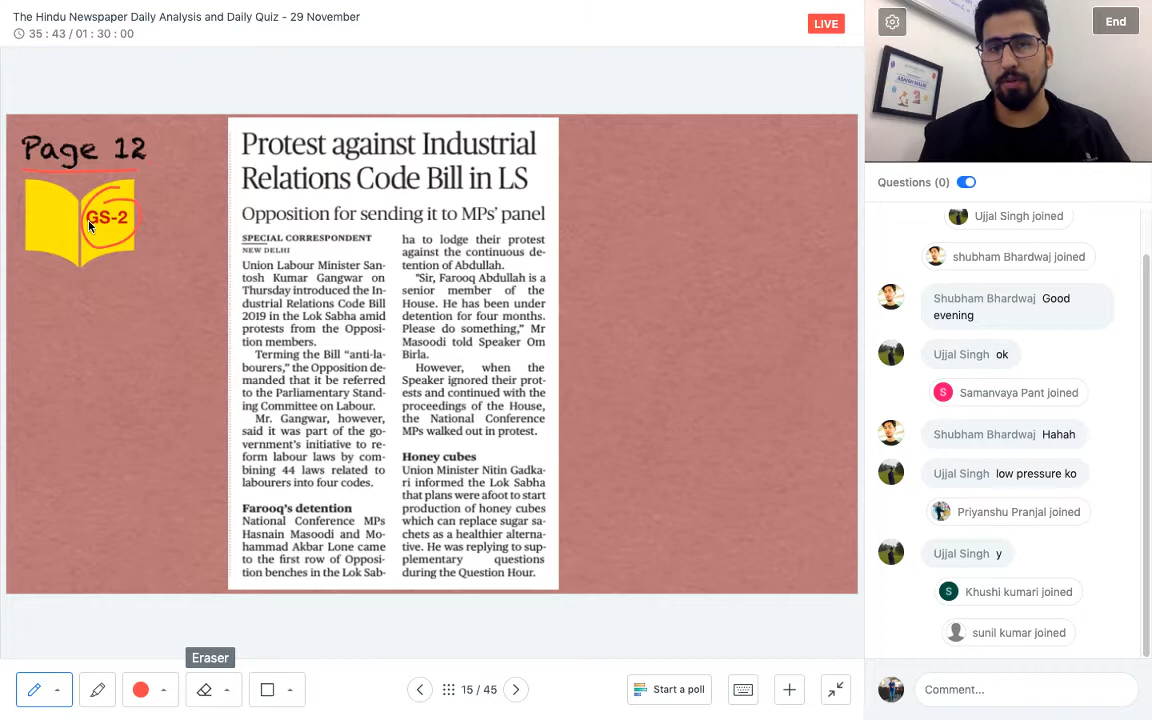 The Hindu Newspaper Daily Analysis and Daily Quiz - 29 November
35 : 43 / 01 : 30 : 00
LIVE
End
ASHISH MALIK
Page 12
GS-2
Protest against Industrial
Relations Code Bill in LS
Opposition for sending it to MPs' panel
SPECIAL CORRESPONDENT
NEW DELHI
Union Labour Minister San-
tosh Kumar Gangwar on
Thursday introduced the In-
dustrial Relations Code Bill
2019 in the Lok Sabha amid
protests from the Opposi-
tion members.
Terming the Bill "anti-la-
bourers," the Opposition de-
manded that it be referred
to the Parliamentary Stand-
ing Committee on Labour.
Mr. Gangwar, however,
said it was part of the go-
vernment's initiative to re-
form labour laws by com-
bining 44 laws related to
labourers into four codes.
Farooq's detention
National Conference MPs
Hasnain Masoodi and Mo-
hammad Akbar Lone came
to the first row of Opposi-
tion benches in the Lok Sab-
ha to lodge their protest
against the continuous de-
tention of Abdullah.
"Sir, Farooq Abdullah is a
senior member of the
House. He has been under
detention for four months.
Please do something," Mr
Masoodi told Speaker Om
Birla.
However, when the
Speaker ignored their prot-
ests and continued with the
proceedings of the House,
the National Conference
MPs walked out in protest.
Honey cubes
Union Minister Nitin Gadka-
ri informed the Lok Sabha
that plans were afoot to start
production of honey cubes
which can replace sugar sa-
chets as a healthier alterna-
tive. He was replying to sup-
plementary questions
during the Question Hour.
Questions (0)
Ujjal Singh joined
shubham Bhardwaj joined
Shubham Bhardwaj Good
evening
Ujjal Singh ok
S Samanvaya Pant joined
Shubham Bhardwaj Hahah
Ujjal Singh low pressure ko
Priyanshu Pranjal joined
Ujjal Singh y
S Khushi kumari joined
sunil kumar joined
Eraser
15 / 45
Start a poll
Comment...